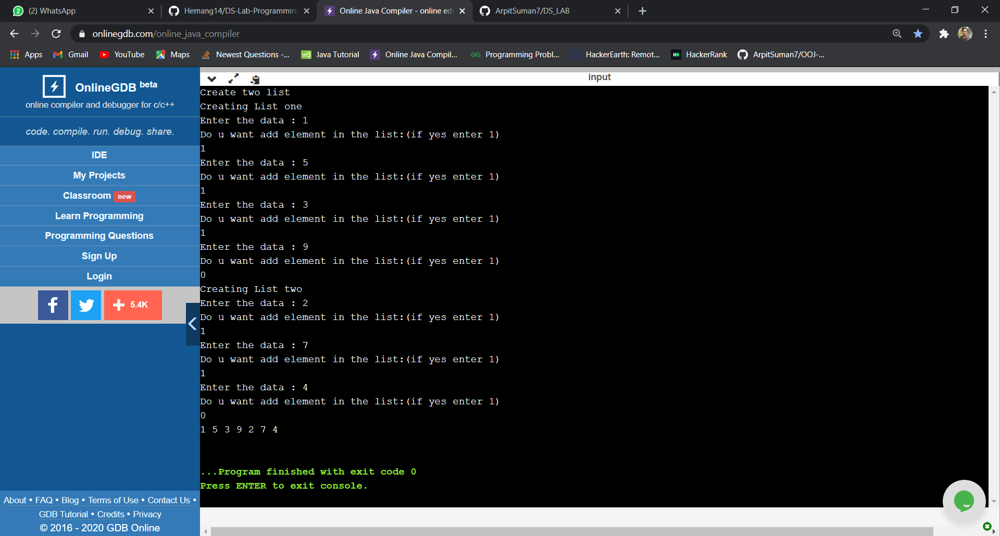 (2) WhatsApp
Hemang14/DS-Lab-Programming
Online Java Compiler - online edi
ArpitSuman7/DS_LAB
onlinegdb.com/online_java_compiler
Apps
Gmail
YouTube
Maps
Newest Questions -...
Java Tutorial
Online Java Compil...
Programming Probl...
HackerEarth: Remot...
HackerRank
ArpitSuman7/OOJ-...
OnlineGDB beta
online compiler and debugger for c/c++
code. compile. run. debug. share.
IDE
My Projects
Classroom new
Learn Programming
Programming Questions
Sign Up
Login
5.4K
About • FAQ • Blog • Terms of Use • Contact Us •
GDB Tutorial • Credits • Privacy
© 2016 - 2020 GDB Online
input
Create two list
Creating List one
Enter the data : 1
Do u want add element in the list:(if yes enter 1)
1
Enter the data : 5
Do u want add element in the list:(if yes enter 1)
1
Enter the data : 3
Do u want add element in the list:(if yes enter 1)
1
Enter the data : 9
Do u want add element in the list:(if yes enter 1)
0
Creating List two
Enter the data : 2
Do u want add element in the list:(if yes enter 1)
1
Enter the data : 7
Do u want add element in the list:(if yes enter 1)
1
Enter the data : 4
Do u want add element in the list:(if yes enter 1)
0
1 5 3 9 2 7 4
...Program finished with exit code 0
Press ENTER to exit console.